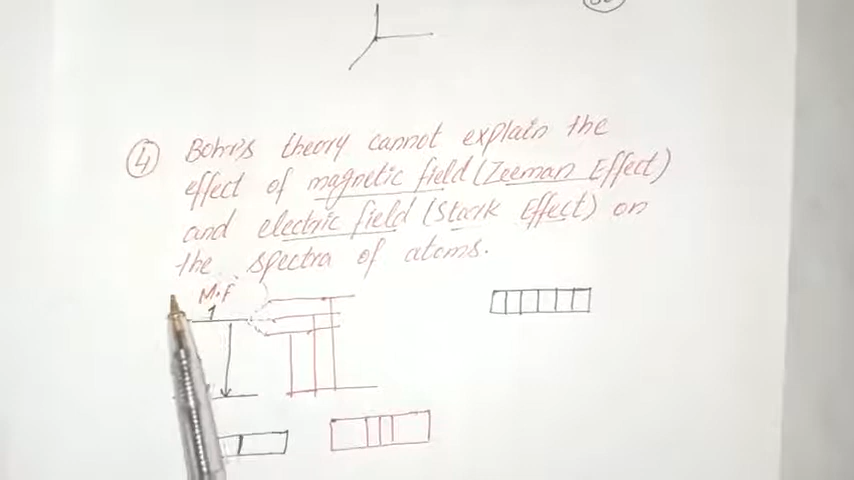 4 Bohr's theory cannot explain the
effect of magnetic field (Zeeman Effect)
and electric field (Stark Effect) on
the spectra of atoms.
M.F